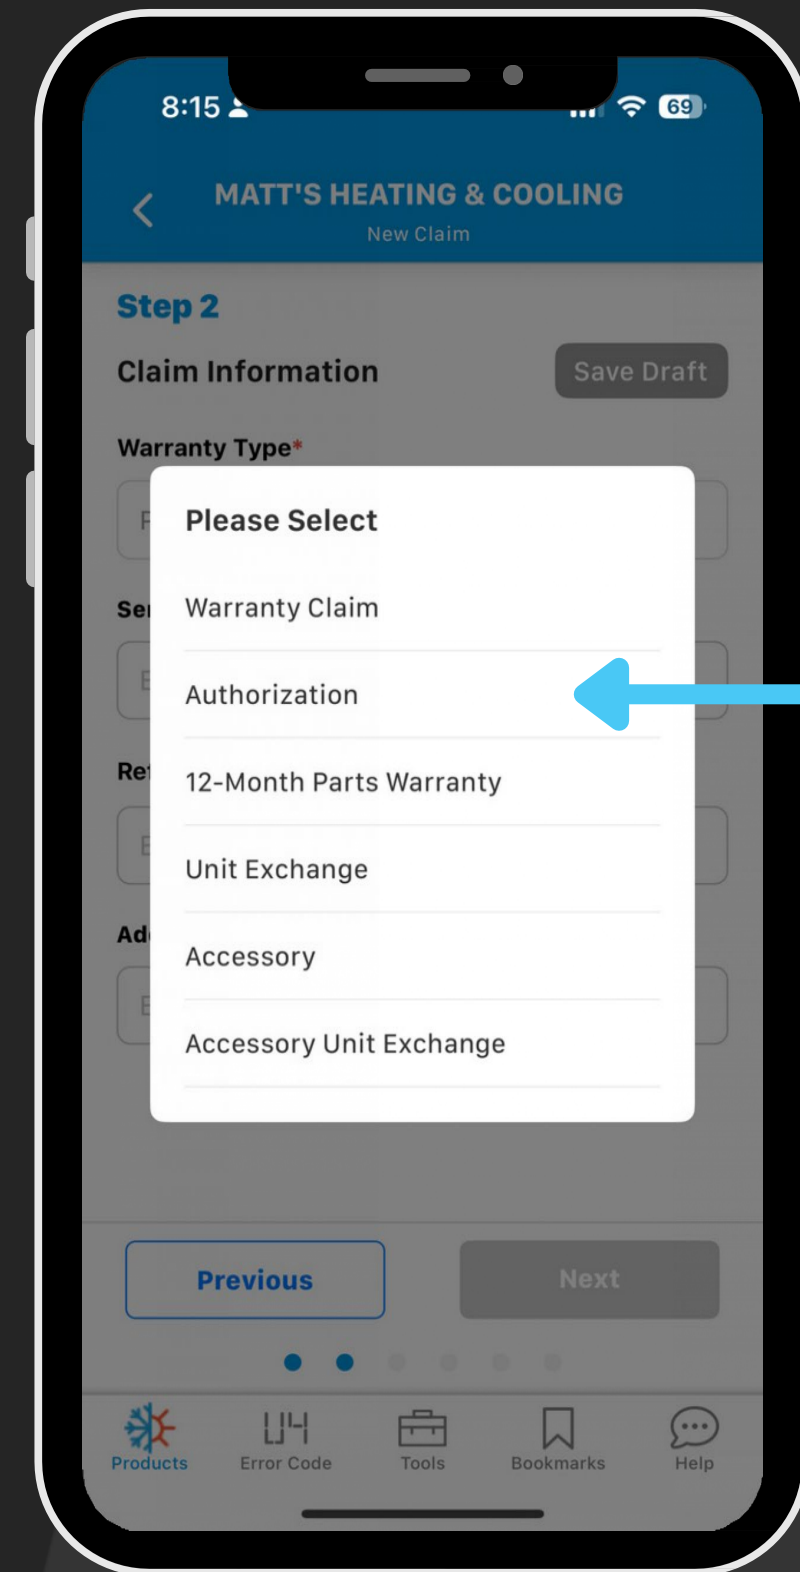 8:15
69
MATT'S HEATING & COOLING
New Claim
Step 2
Claim Information
Save Draft
Warranty Type*
Please Select
Warranty Claim
Authorization
12-Month Parts Warranty
Unit Exchange
Accessory
Accessory Unit Exchange
Previous
Next
Products
Error Code
Tools
Bookmarks
Help